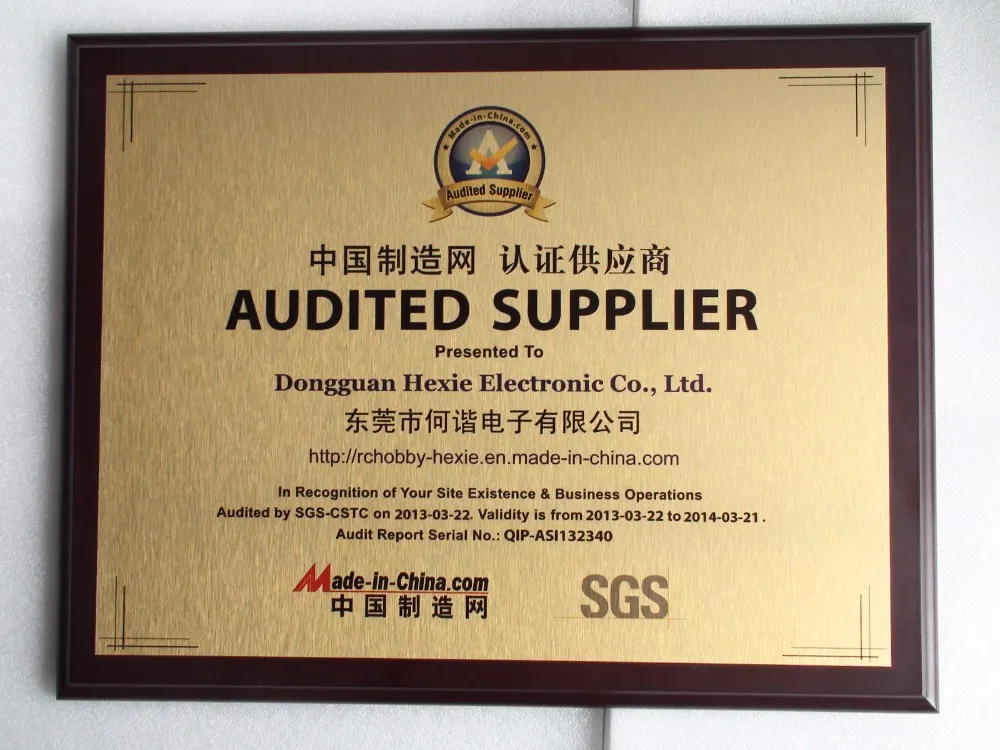 Made-in-China.com
A
Audited Supplier
中国制造网 认证供应商
AUDITED SUPPLIER
Presented To
Dongguan Hexie Electronic Co., Ltd.
东莞市何谐电子有限公司
http://rchobby-hexie.en.made-in-china.com
In Recognition of Your Site Existence & Business Operations
Audited by SGS-CSTC on 2013-03-22. Validity is from 2013-03-22 to 2014-03-21.
Audit Report Serial No.: QIP-ASI132340
Made-in-China.com
中国制造网
SGS